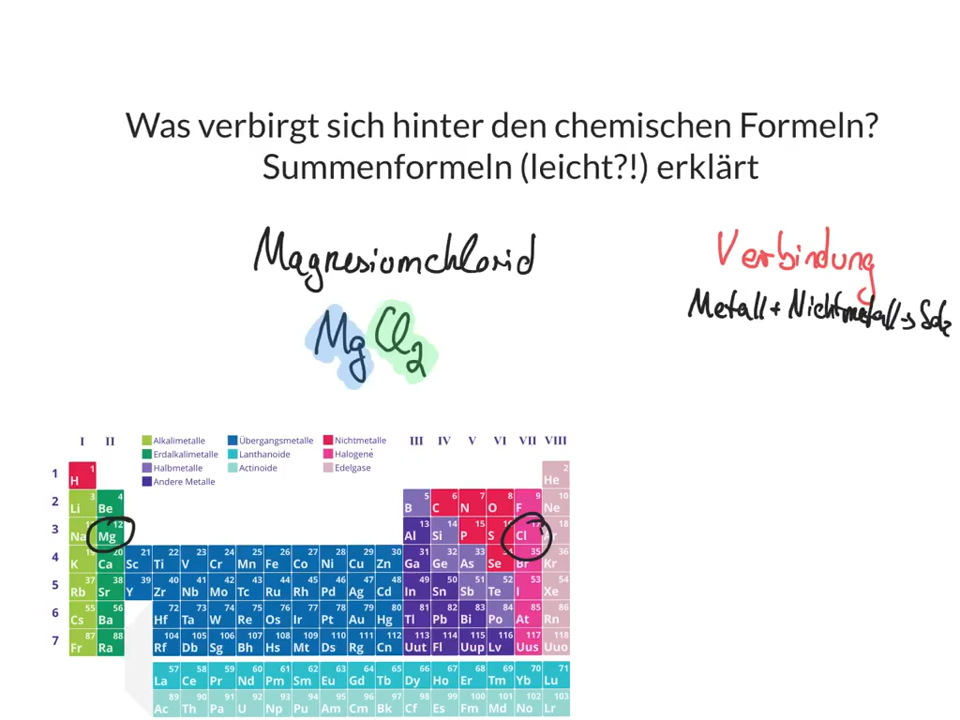 Was verbirgt sich hinter den chemischen Formeln?
Summenformeln (leicht?!) erklärt
Magnesiumchlorid
Verbindung
Metall + Nichtmetall → Salz
MgCl2
I II III IV V VI VII VIII
Alkalimetalle Übergangsmetalle Nichtmetalle
Erdalkalimetalle Lanthanoide Halogene
Halbmetalle Actinoide Edelgase
Andere Metalle
1 H 1 He 2
2 Li 3 Be 4 B 5 C 6 N 7 O 8 F 9 Ne 10
3 Na Mg 12 Al 13 Si 14 P 15 S Cl Ar 18
4 K 19 Ca 20 Sc 21 Ti 22 V 23 Cr 24 Mn 25 Fe 26 Co 27 Ni 28 Cu 29 Zn 30 Ga 31 Ge 32 As 33 Se 34 Br 35 Kr 36
5 Rb 37 Sr 38 Y 39 Zr 40 Nb 41 Mo 42 Tc 43 Ru 44 Rh 45 Pd 46 Ag 47 Cd 48 In 49 Sn 50 Sb 51 Te 52 I 53 Xe 54
6 Cs 55 Ba 56 Hf 72 Ta 73 W 74 Re 75 Os 76 Ir 77 Pt 78 Au 79 Hg 80 Tl 81 Pb 82 Bi 83 Po 84 At 85 Rn 86
7 Fr 87 Ra 88 Rf 104 Db 105 Sg 106 Bh 107 Hs 108 Mt 109 Ds 110 Rg 111 Cn 112 Uut 113 Fl 114 Uup 115 Lv 116 Uus 117 Uuo 118
La 57 Ce 58 Pr 59 Nd 60 Pm 61 Sm 62 Eu 63 Gd 64 Tb 65 Dy 66 Ho 67 Er 68 Tm 69 Yb 70 Lu 71
Ac 89 Th 90 Pa 91 U 92 Np 93 Pu 94 Am 95 Cm 96 Bk 97 Cf 98 Es 99 Fm 100 Md 101 No 102 Lr 103